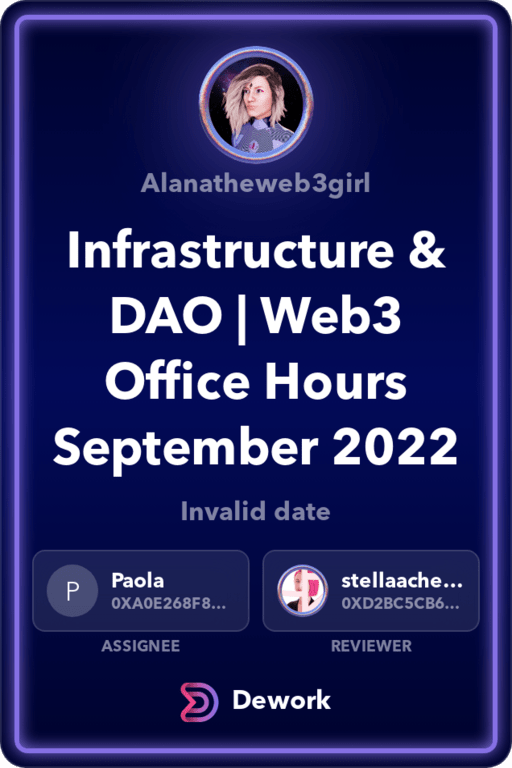 Alanatheweb3girl
Infrastructure &
DAO | Web3
Office Hours
September 2022
Invalid date
P
Paola
0XA0E268F8...
ASSIGNEE
stellaache...
0XD2BC5CB6...
REVIEWER
Dework